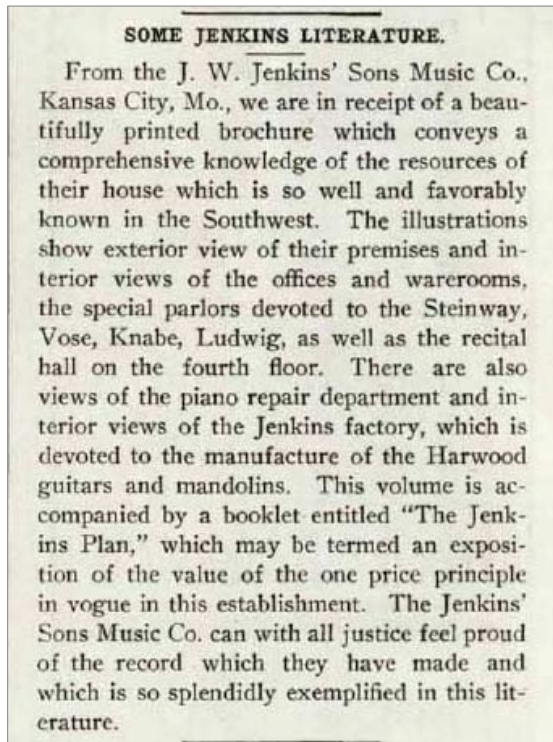 SOME JENKINS LITERATURE.
From the J. W. Jenkins' Sons Music Co.,
Kansas City, Mo., we are in receipt of a beau-
tifully printed brochure which conveys a
comprehensive knowledge of the resources of
their house which is so well and favorably
known in the Southwest. The illustrations
show exterior view of their premises and in-
terior views of the offices and warerooms,
the special parlors devoted to the Steinway,
Vose, Knabe, Ludwig, as well as the recital
hall on the fourth floor. There are also
views of the piano repair department and in-
terior views of the Jenkins factory, which is
devoted to the manufacture of the Harwood
guitars and mandolins. This volume is ac-
companied by a booklet entitled "The Jenk-
ins Plan," which may be termed an exposi-
tion of the value of the one price principle
in vogue in this establishment. The Jenkins'
Sons Music Co. can with all justice feel proud
of the record which they have made and
which is so splendidly exemplified in this lit-
erature.